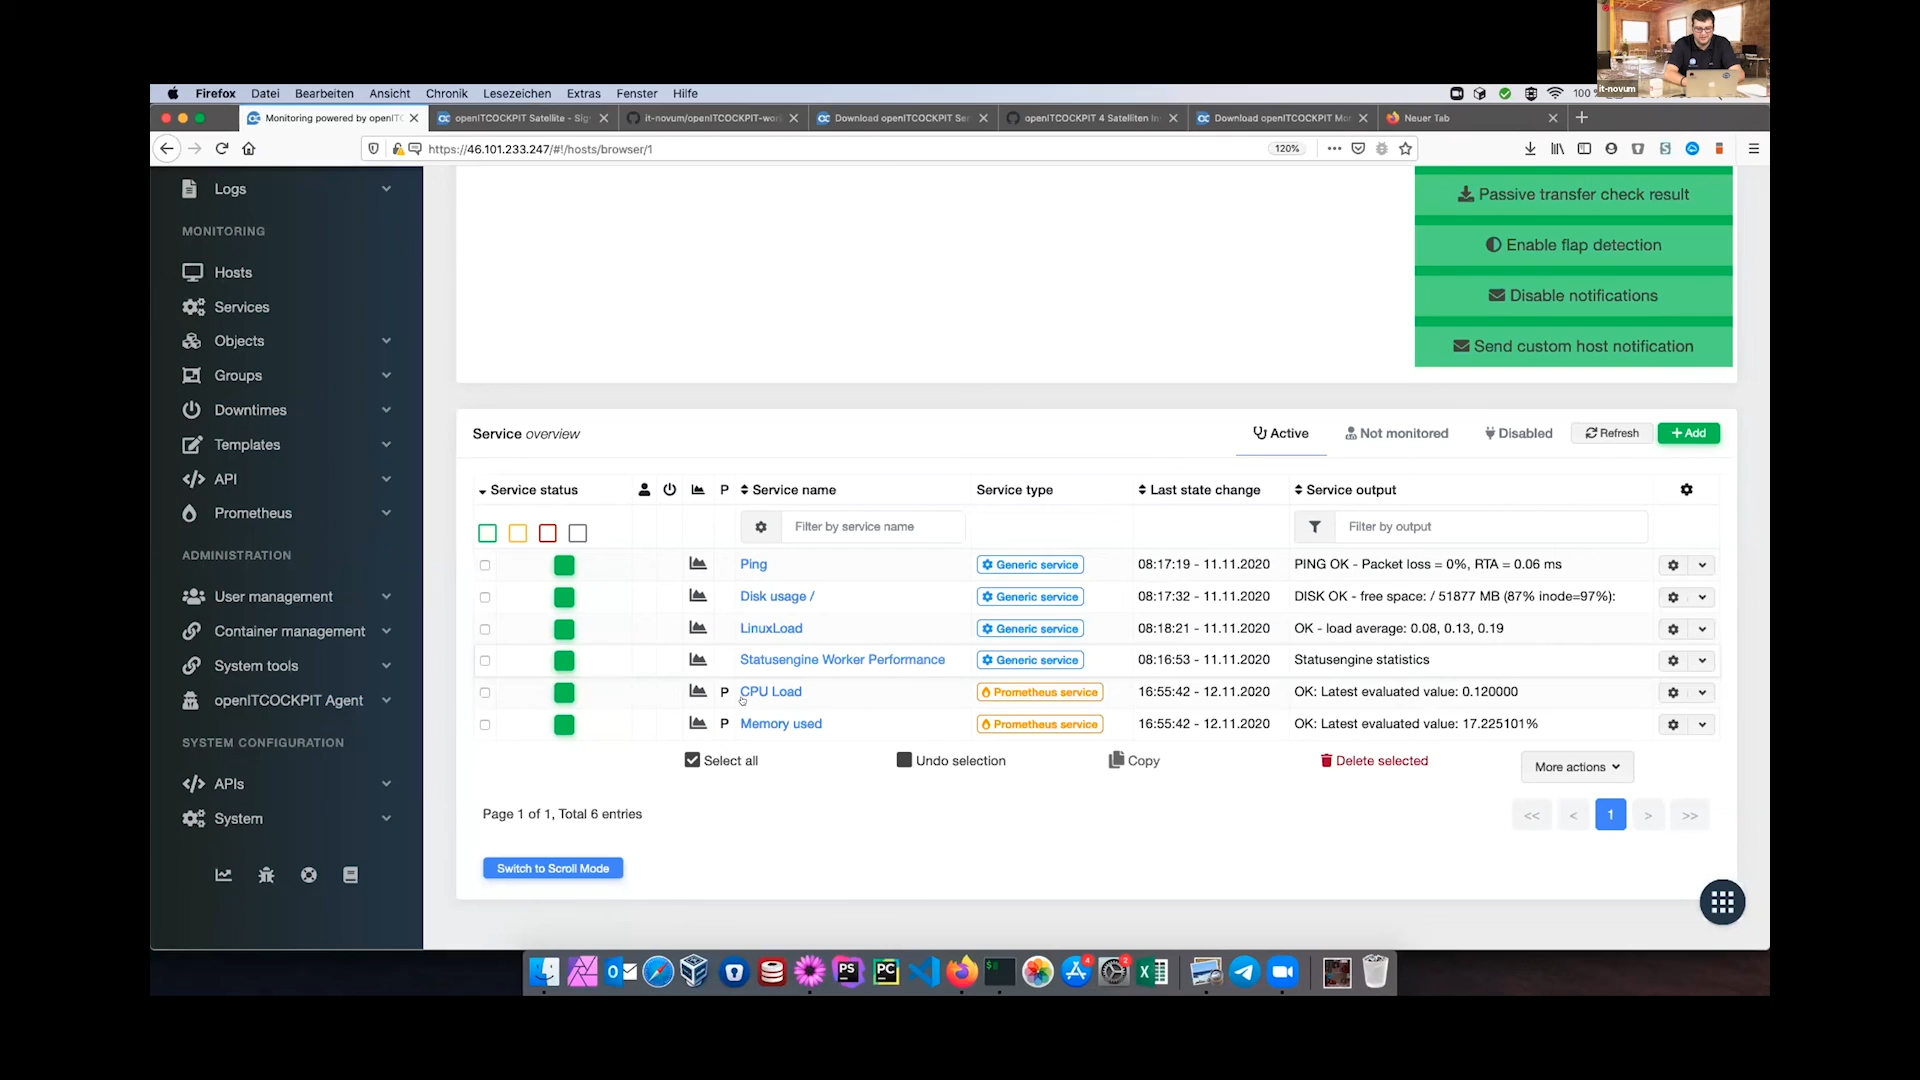 it-novum
Firefox Datei Bearbeiten Ansicht Chronik Lesezeichen Extras Fenster Hilfe 100
Monitoring powered by openIT openITCOCKPIT Satellite - Sig it-novum/openITCOCKPIT-wor Download openITCOCKPIT Ser openITCOCKPIT 4 Satelliten In Download openITCOCKPIT Mo Neuer Tab
https://46.101.233.247/#!/hosts/browser/1 120%
Logs
MONITORING
Hosts
Services
Objects
Groups
Downtimes
Templates
API
Prometheus
ADMINISTRATION
User management
Container management
System tools
openITCOCKPIT Agent
SYSTEM CONFIGURATION
APIs
System
Passive transfer check result
Enable flap detection
Disable notifications
Send custom host notification
Service overview Active Not monitored Disabled Refresh + Add
Service status P Service name Service type Last state change Service output
Filter by service name Filter by output
Ping Generic service 08:17:19 - 11.11.2020 PING OK - Packet loss = 0%, RTA = 0.06 ms
Disk usage / Generic service 08:17:32 - 11.11.2020 DISK OK - free space: / 51877 MB (87% inode=97%):
LinuxLoad Generic service 08:18:21 - 11.11.2020 OK - load average: 0.08, 0.13, 0.19
Statusengine Worker Performance Generic service 08:16:53 - 11.11.2020 Statusengine statistics
P CPU Load Prometheus service 16:55:42 - 12.11.2020 OK: Latest evaluated value: 0.120000
P Memory used Prometheus service 16:55:42 - 12.11.2020 OK: Latest evaluated value: 17.225101%
Select all Undo selection Copy Delete selected More actions
Page 1 of 1, Total 6 entries << < 1 > >>
Switch to Scroll Mode
PS PC 4 2